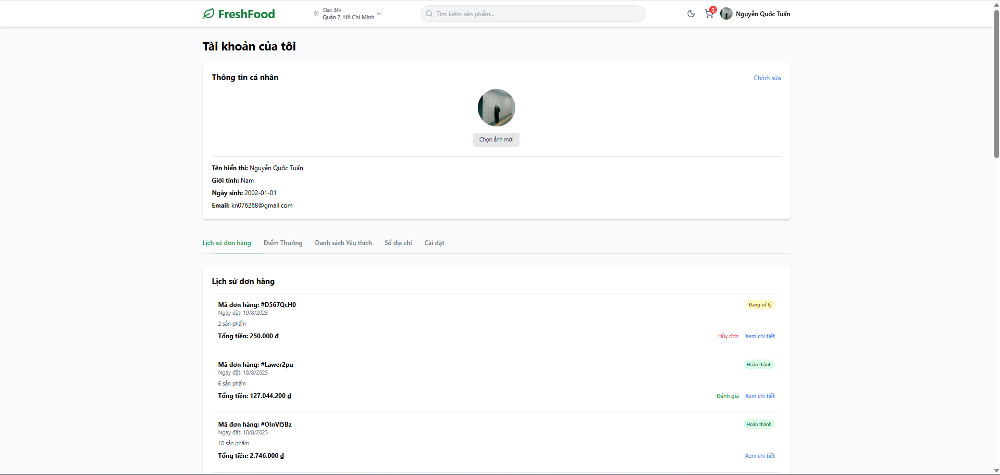 FreshFood
Giao đến
Quận 7, Hồ Chí Minh
Tìm kiếm sản phẩm...
3
Nguyễn Quốc Tuấn
Tài khoản của tôi
Thông tin cá nhân
Chỉnh sửa
Chọn ảnh mới
Tên hiển thị: Nguyễn Quốc Tuấn
Giới tính: Nam
Ngày sinh: 2002-01-01
Email: kn076268@gmail.com
Lịch sử đơn hàng
Điểm Thưởng
Danh sách Yêu thích
Sổ địa chỉ
Cài đặt
Lịch sử đơn hàng
Mã đơn hàng: #D567QcH0
Đang xử lý
Ngày đặt: 19/8/2025
2 sản phẩm
Tổng tiền: 250.000 ₫
Hủy đơn
Xem chi tiết
Mã đơn hàng: #Lawer2pu
Hoàn thành
Ngày đặt: 18/8/2025
6 sản phẩm
Tổng tiền: 127.044.200 ₫
Đánh giá
Xem chi tiết
Mã đơn hàng: #OInVI5Bz
Hoàn thành
Ngày đặt: 18/8/2025
10 sản phẩm
Tổng tiền: 2.746.000 ₫
Xem chi tiết